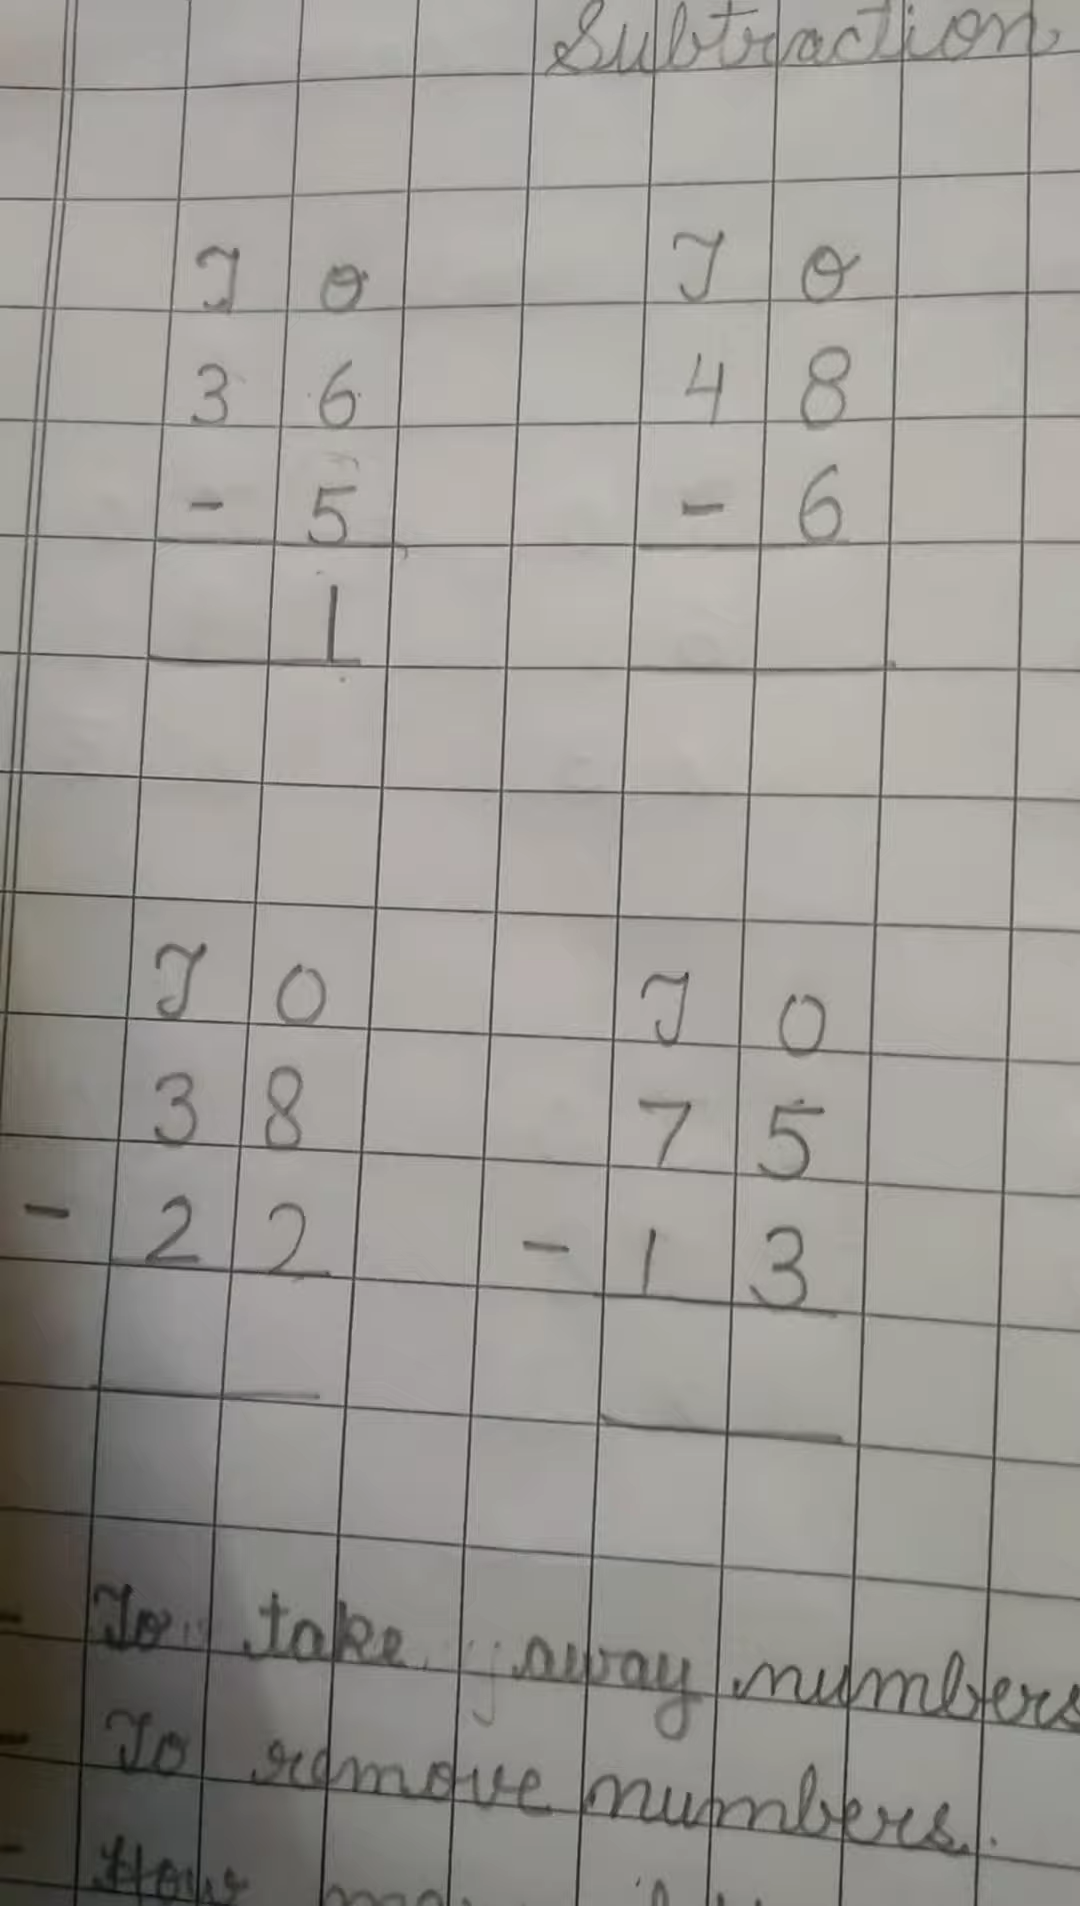 Subtraction
T O T O
3 6 4 8
- 5 - 6
1
T O T O
3 8 7 5
- 2 2 - 1 3
- To take away numbers
- To remove numbers.
- How